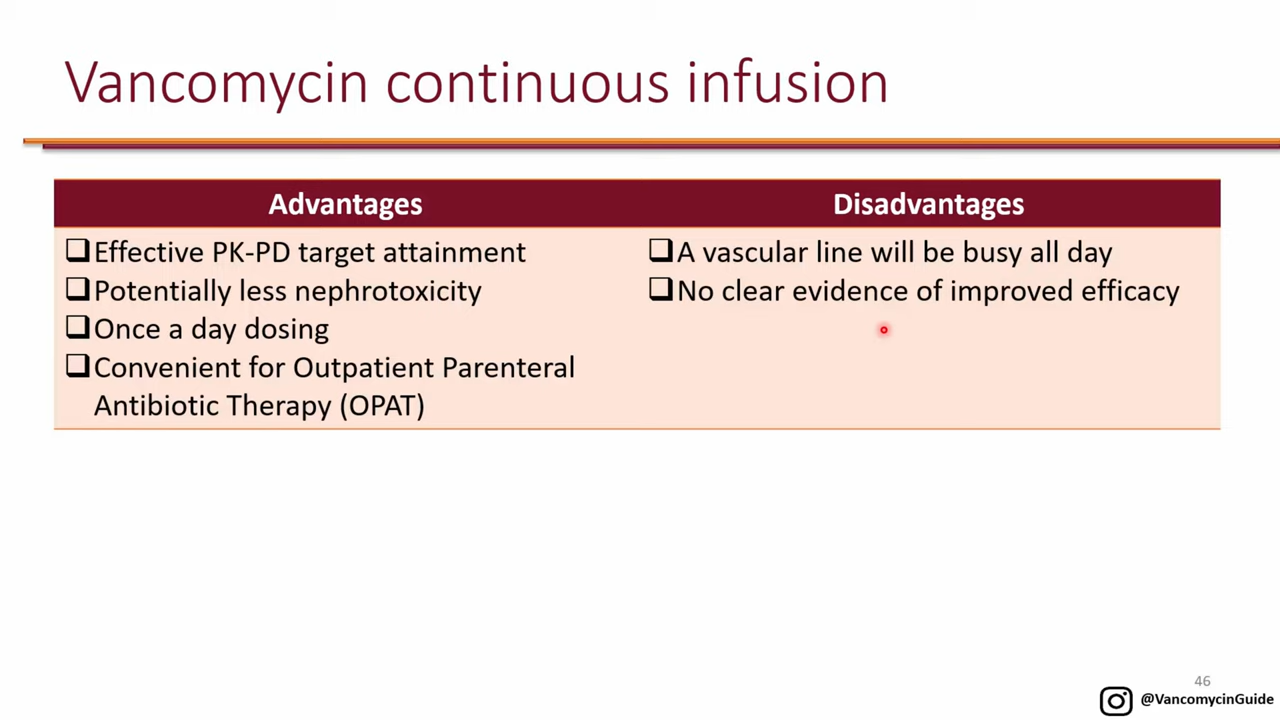 Vancomycin continuous infusion
Advantages
Disadvantages
❑Effective PK-PD target attainment
❑Potentially less nephrotoxicity
❑Once a day dosing
❑Convenient for Outpatient Parenteral
Antibiotic Therapy (OPAT)
❑A vascular line will be busy all day
❑No clear evidence of improved efficacy
46
@VancomycinGuide